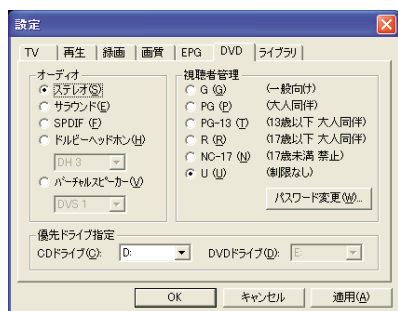 設定
TV 再生 録画 画質 EPG DVD ライブラリ
オーディオ
ステレオ(S)
サラウンド(E)
SPDIF (F)
ドルビーヘッドホン(H)
DH 3
バーチャルスピーカー(V)
DVS 1
視聴者管理
G (G) (一般向け)
PG (P) (大人同伴)
PG-13 (T) (13歳以下 大人同伴)
R (R) (17歳以下 大人同伴)
NC-17 (N) (17歳未満 禁止)
U (U) (制限なし)
パスワード変更(W)...
優先ドライブ指定
CDドライブ(C): D: DVDドライブ(D): E:
OK キャンセル 適用(A)